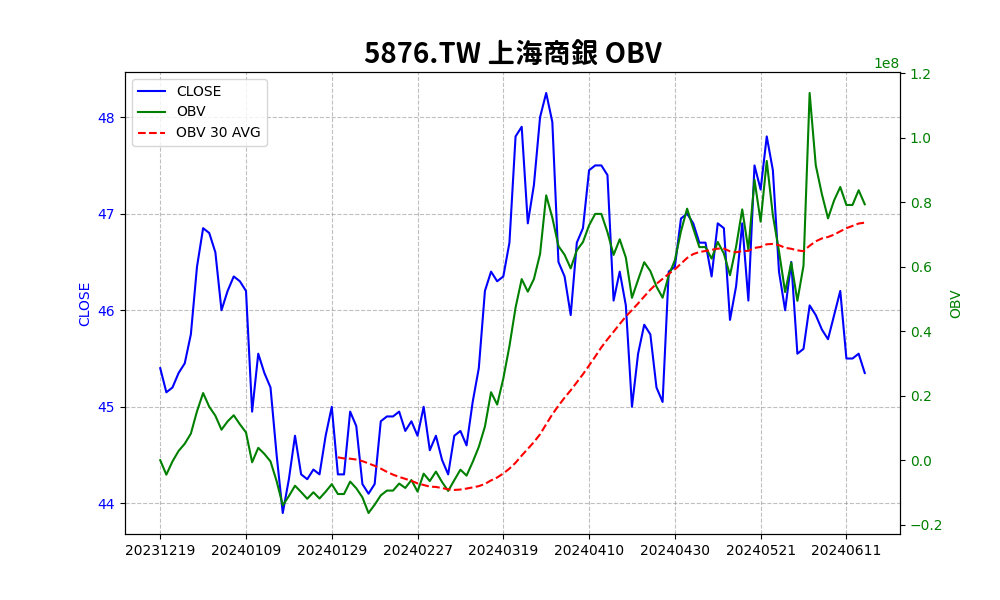 5876.TW 上海商銀 OBV
1e8
CLOSE
OBV
OBV 30 AVG
48
47
46
45
44
CLOSE
1.2
1.0
0.8
0.6
0.4
0.2
0.0
−0.2
OBV
20231219 20240109 20240129 20240227 20240319 20240410 20240430 20240521 20240611